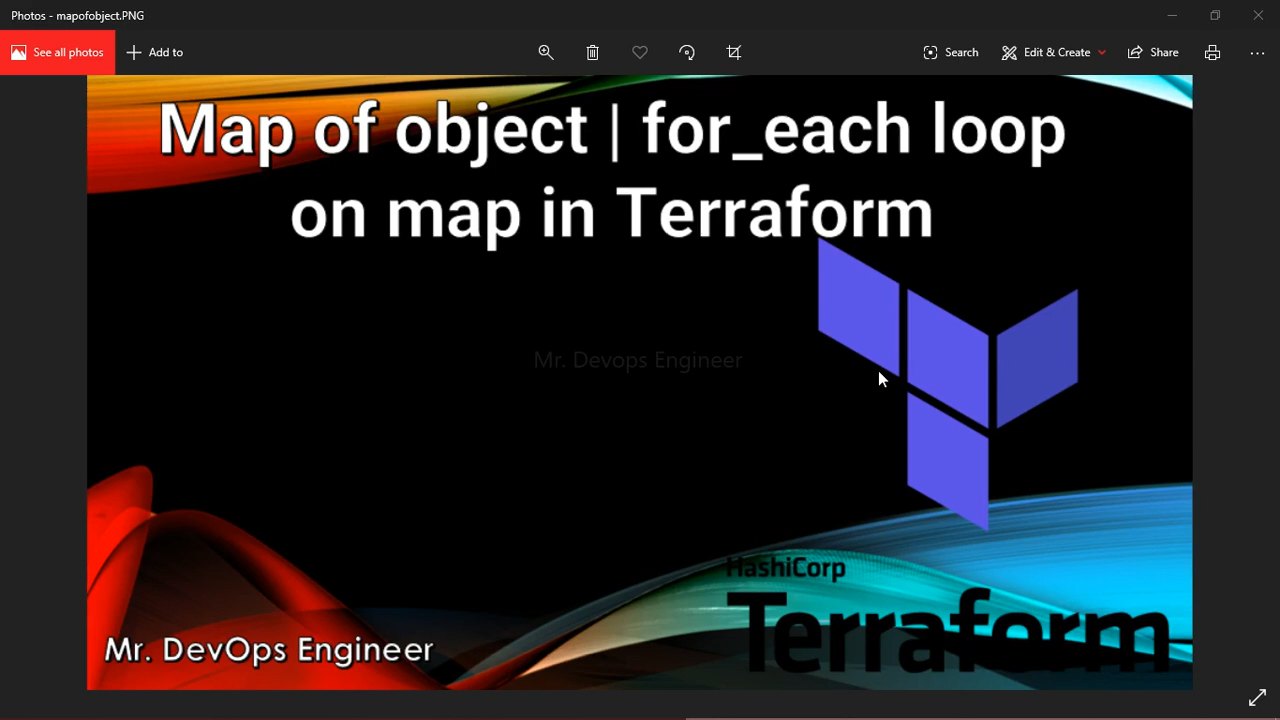 Photos - mapofobject.PNG
See all photos
Add to
Search
Edit & Create
Share
Map of object | for_each loop
on map in Terraform
Mr. Devops Engineer
HashiCorp
Terraform
Mr. DevOps Engineer